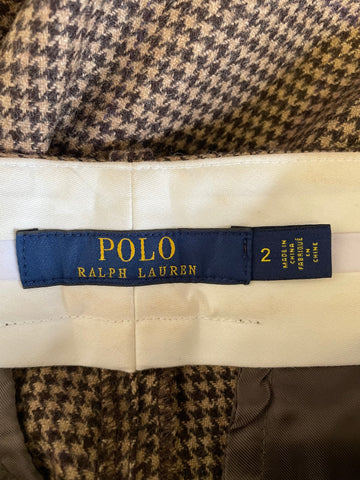 POLO
RALPH LAUREN
2
MADE IN
CHINA
FABRIQUÉ
EN
CHINE